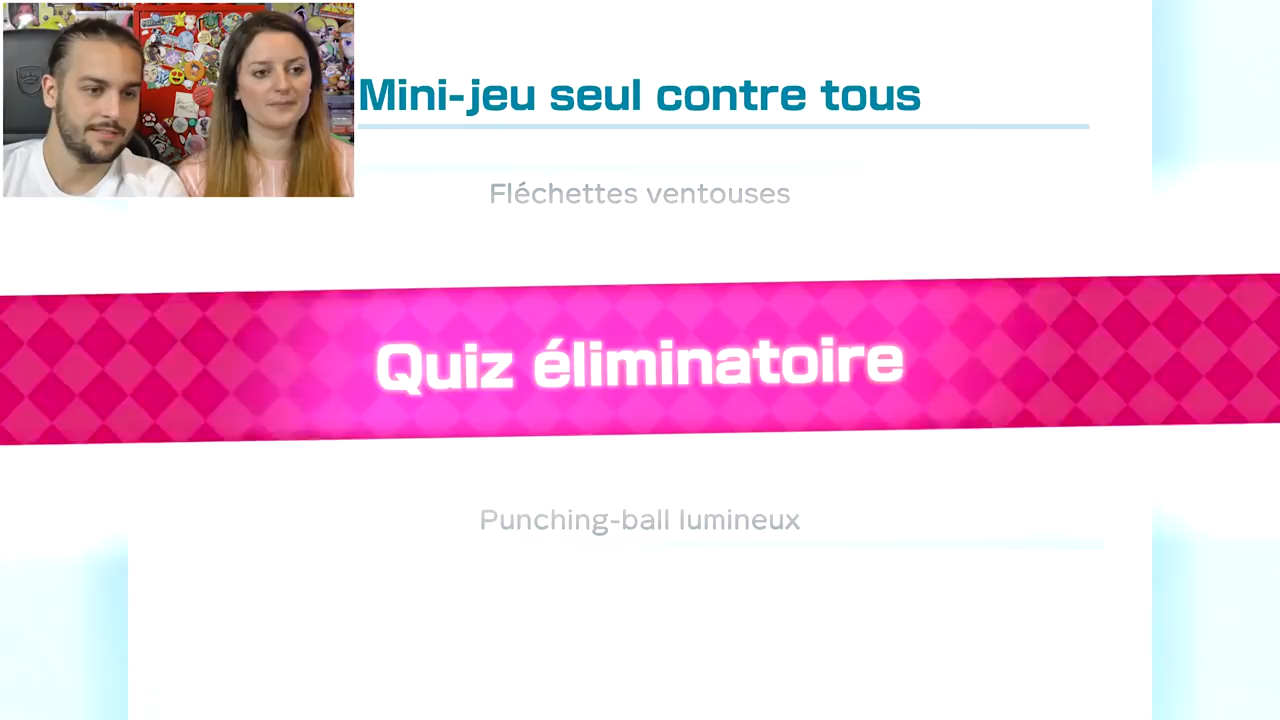 Mini-jeu seul contre tous
Fléchettes ventouses
Quiz éliminatoire
Punching-ball lumineux